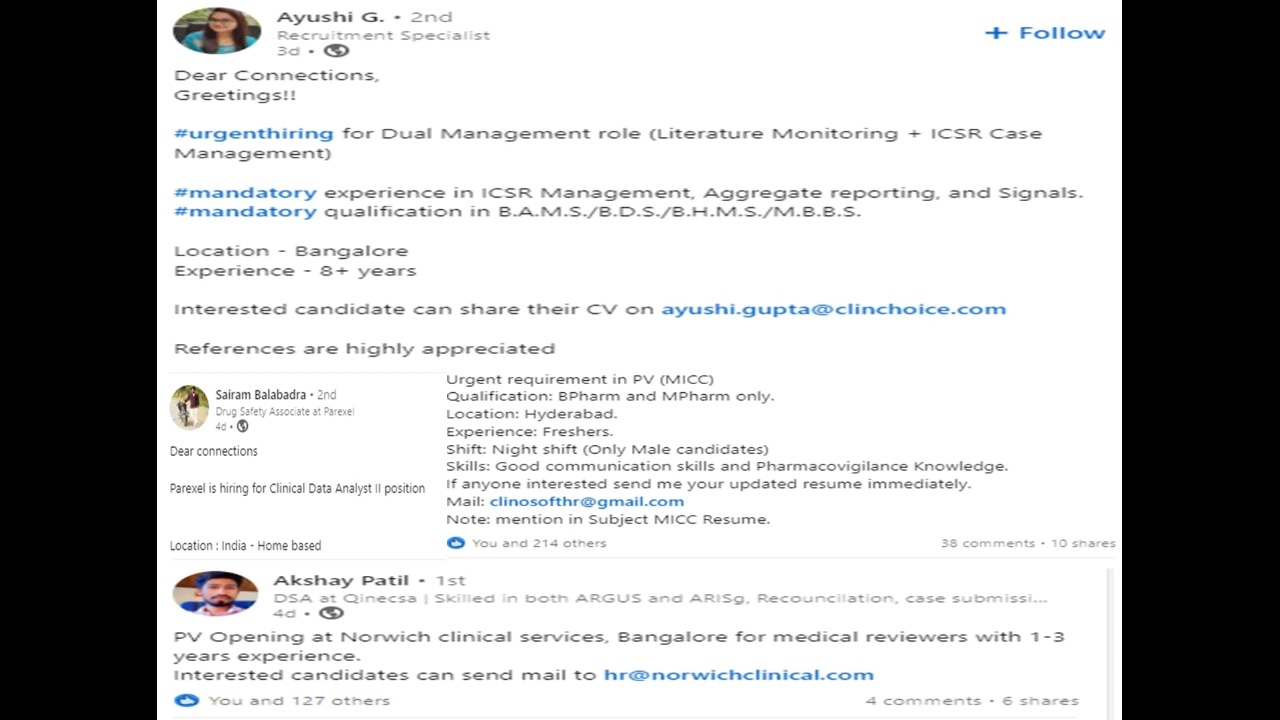 Ayushi G. • 2nd
Recruitment Specialist
3d •
+ Follow
Dear Connections,
Greetings!!
#urgenthiring for Dual Management role (Literature Monitoring + ICSR Case
Management)
#mandatory experience in ICSR Management, Aggregate reporting, and Signals.
#mandatory qualification in B.A.M.S./B.D.S./B.H.M.S./M.B.B.S.
Location - Bangalore
Experience - 8+ years
Interested candidate can share their CV on ayushi.gupta@clinchoice.com
References are highly appreciated
Sairam Balabadra • 2nd
Drug Safety Associate at Parexel
4d •
Dear connections
Parexel is hiring for Clinical Data Analyst II position
Location : India - Home based
Urgent requirement in PV (MICC)
Qualification: BPharm and MPharm only.
Location: Hyderabad.
Experience: Freshers.
Shift: Night shift (Only Male candidates)
Skills: Good communication skills and Pharmacovigilance Knowledge.
If anyone interested send me your updated resume immediately.
Mail: clinosofthr@gmail.com
Note: mention in Subject MICC Resume.
You and 214 others
38 comments • 10 shares
Akshay Patil • 1st
DSA at Qinecsa | Skilled in both ARGUS and ARISg, Recouncilation, case submissi...
4d •
PV Opening at Norwich clinical services, Bangalore for medical reviewers with 1-3
years experience.
Interested candidates can send mail to hr@norwichclinical.com
You and 127 others
4 comments • 6 shares